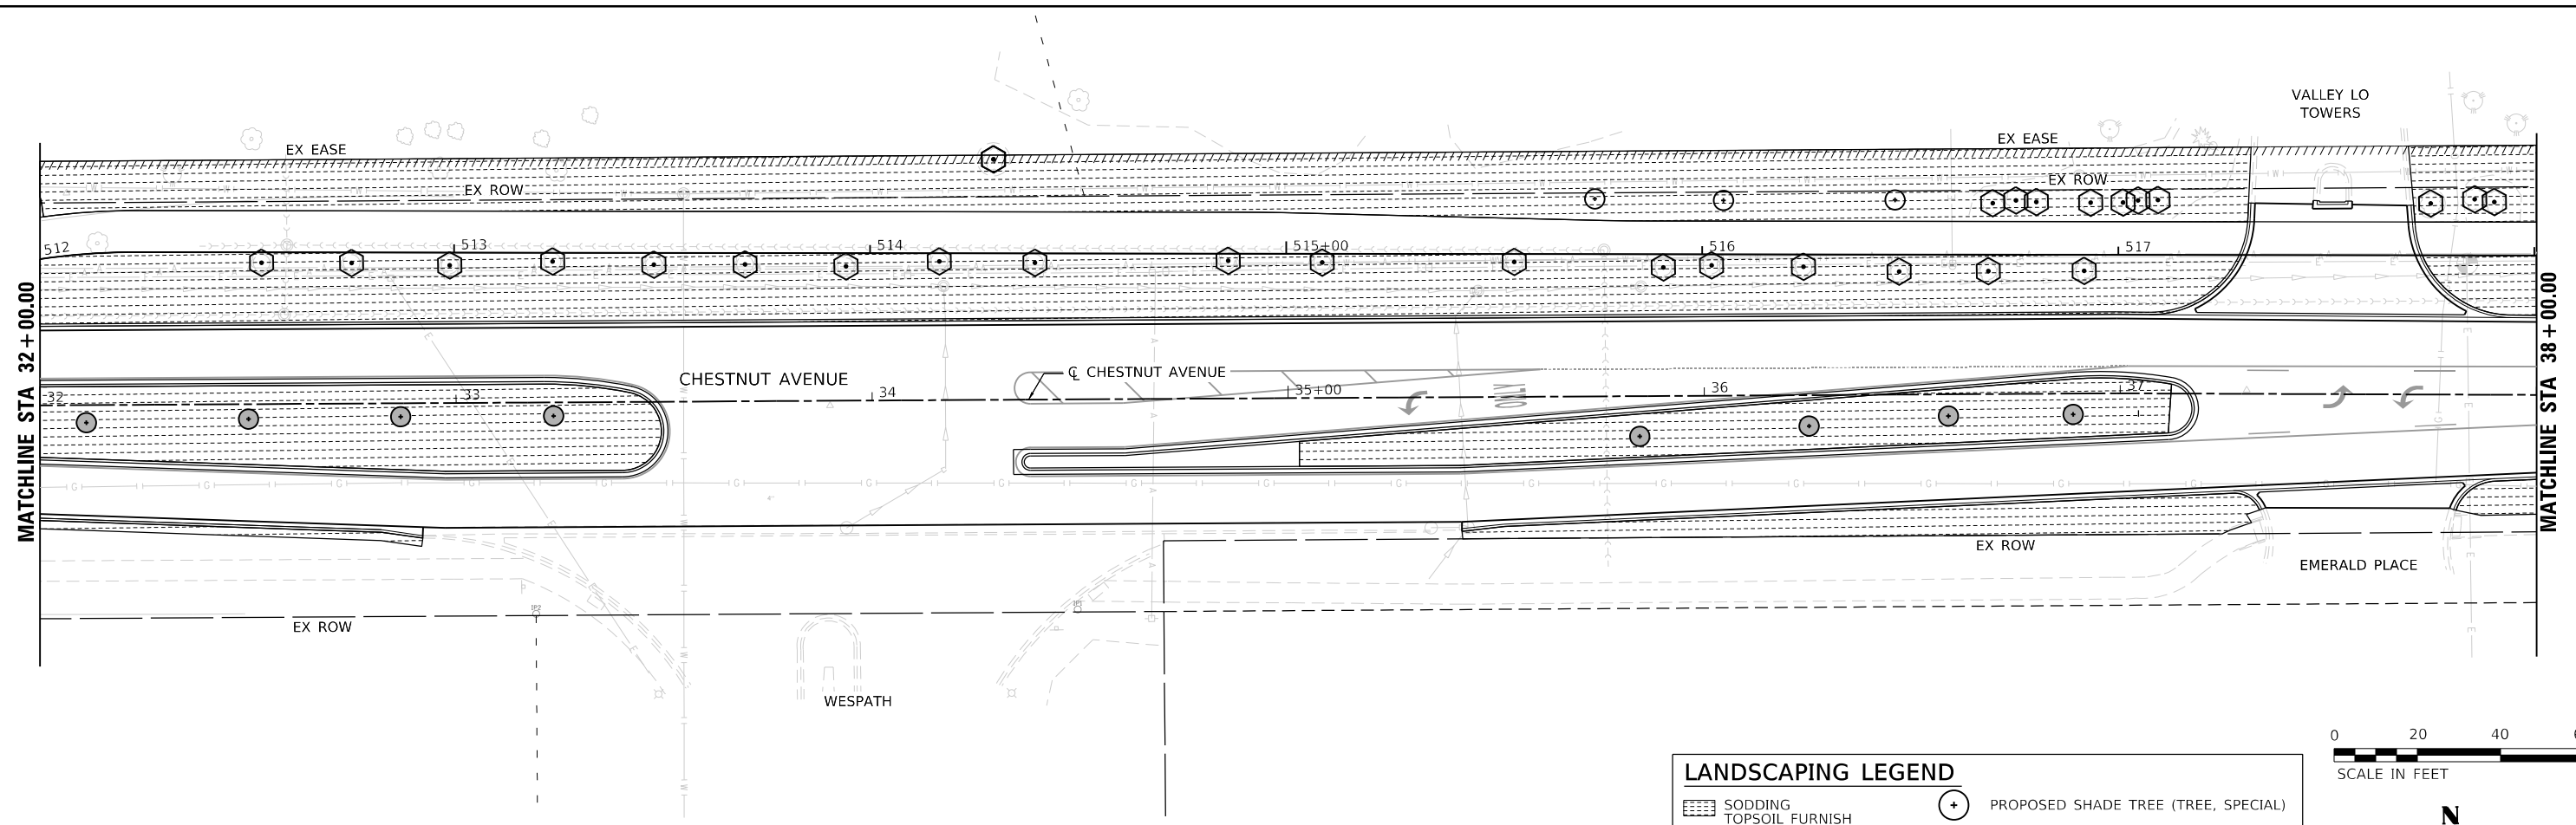 VALLEY LO
TOWERS
EX EASE
EX EASE
EX ROW
EX ROW
512
513
514
515+00
516
517
MATCHLINE STA 32+00.00
MATCHLINE STA 38+00.00
CHESTNUT AVENUE
℄ CHESTNUT AVENUE
32
33
34
35+00
36
37
EX ROW
EMERALD PLACE
EX ROW
WESPATH
0 20 40
SCALE IN FEET
LANDSCAPING LEGEND
SODDING
TOPSOIL FURNISH
PROPOSED SHADE TREE (TREE, SPECIAL)
N